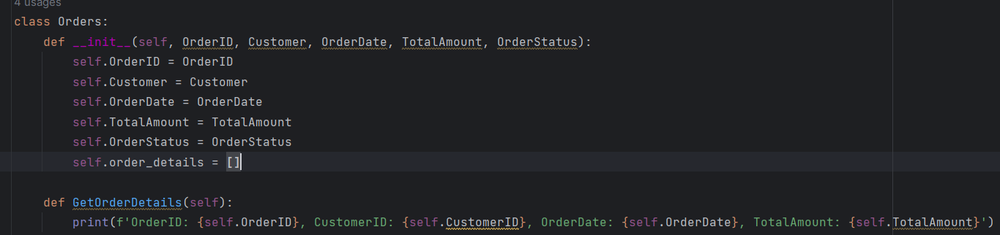 4 usages
class Orders:
    def __init__(self, OrderID, Customer, OrderDate, TotalAmount, OrderStatus):
        self.OrderID = OrderID
        self.Customer = Customer
        self.OrderDate = OrderDate
        self.TotalAmount = TotalAmount
        self.OrderStatus = OrderStatus
        self.order_details = []
    def GetOrderDetails(self):
        print(f'OrderID: {self.OrderID}, CustomerID: {self.CustomerID}, OrderDate: {self.OrderDate}, TotalAmount: {self.TotalAmount}')